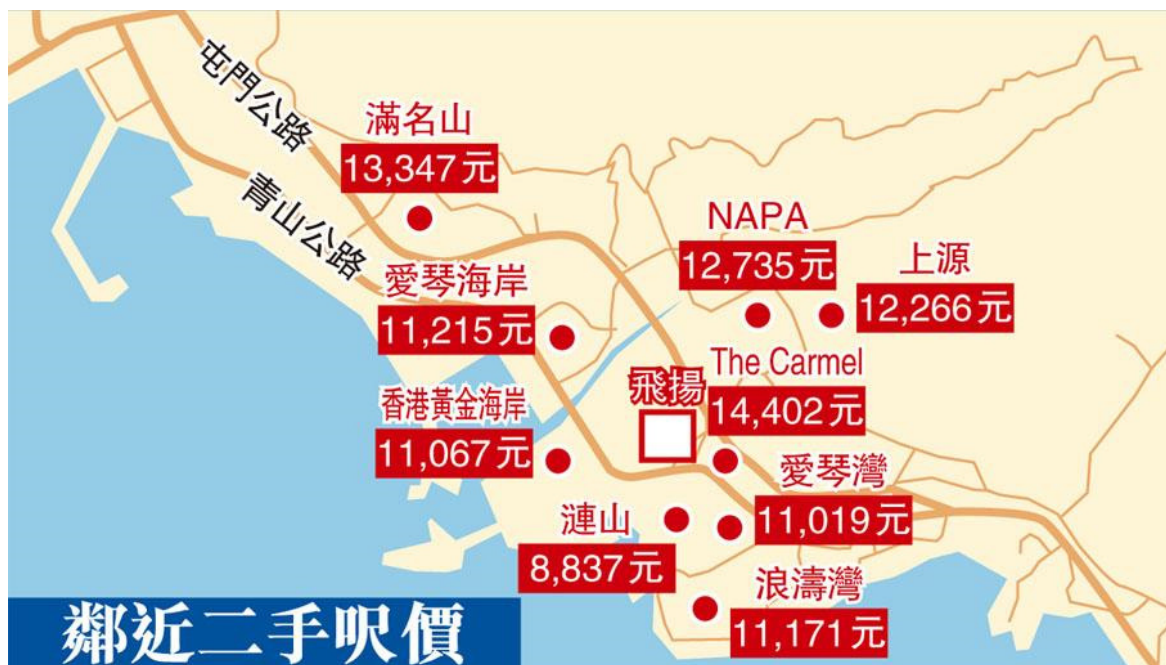 屯門公路
青山公路
滿名山
13,347元
NAPA
12,735元
上源
12,266元
愛琴海岸
11,215元
The Carmel
14,402元
飛揚
香港黃金海岸
11,067元
愛琴灣
11,019元
漣山
8,837元
浪濤灣
11,171元
鄰近二手呎價